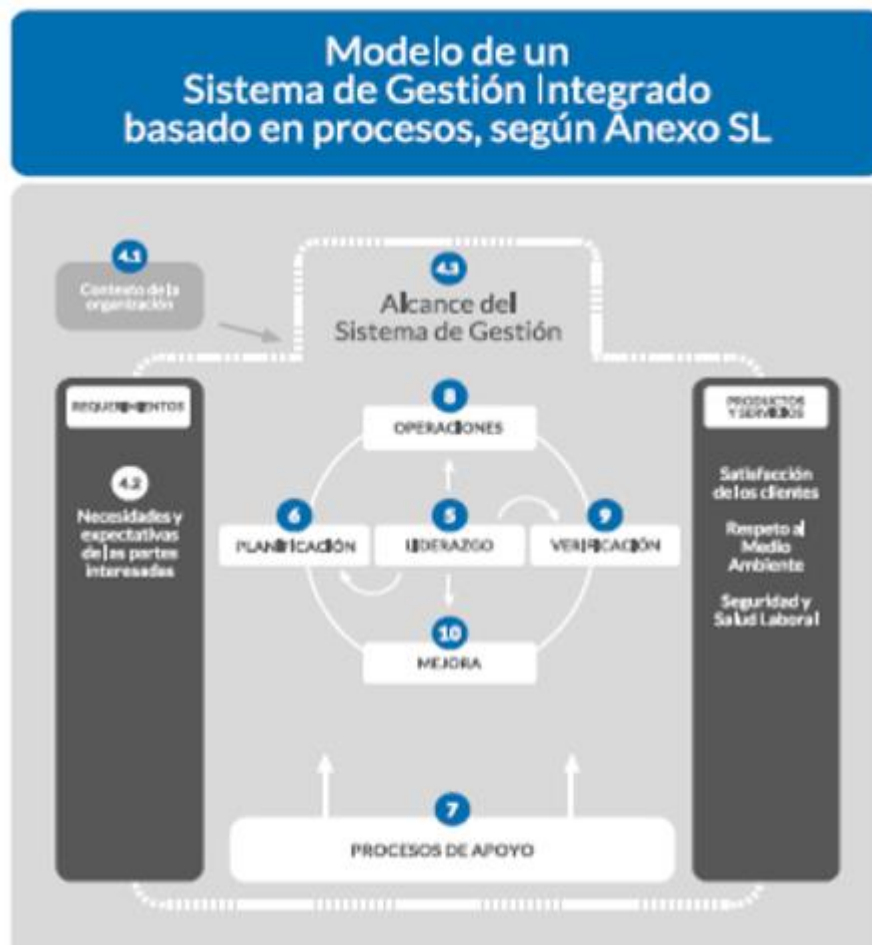 Modelo de un
Sistema de Gestión Integrado
basado en procesos, según Anexo SL
4.1
Contexto de la
organización
4.3
Alcance del
Sistema de Gestión
REQUERIMIENTOS
4.2
Necesidades y
expectativas
de las partes
interesadas
8
OPERACIONES
6
PLANIFICACIÓN
5
LIDERAZGO
9
VERIFICACIÓN
10
MEJORA
7
PROCESOS DE APOYO
PRODUCTOS
Y SERVICIOS
Satisfacción
de los clientes
Respeto al
Medio
Ambiente
Seguridad y
Salud Laboral